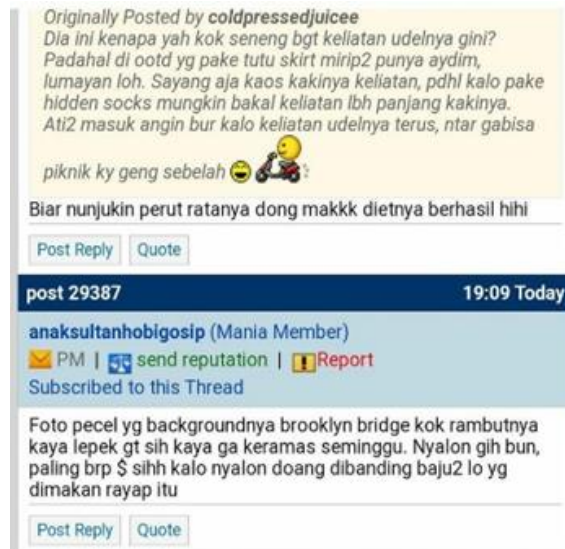 Originally Posted by coldpressedjuicee
Dia ini kenapa yah kok seneng bgt keliatan udelnya gini?
Padahal di ootd yg pake tutu skirt mirip2 punya aydim,
lumayan loh. Sayang aja kaos kakinya keliatan, pdhl kalo pake
hidden socks mungkin bakal keliatan lbh panjang kakinya.
Ati2 masuk angin bur kalo keliatan udelnya terus, ntar gabisa
piknik ky geng sebelah
Biar nunjukin perut ratanya dong makkk dietnya berhasil hihi
Post Reply Quote
post 29387 19:09 Today
anaksultanhobigosip (Mania Member)
PM | send reputation | Report
Subscribed to this Thread
Foto pecel yg backgroundnya brooklyn bridge kok rambutnya
kaya lepek gt sih kaya ga keramas seminggu. Nyalon gih bun,
paling brp $ sihh kalo nyalon doang dibanding baju2 lo yg
dimakan rayap itu
Post Reply Quote